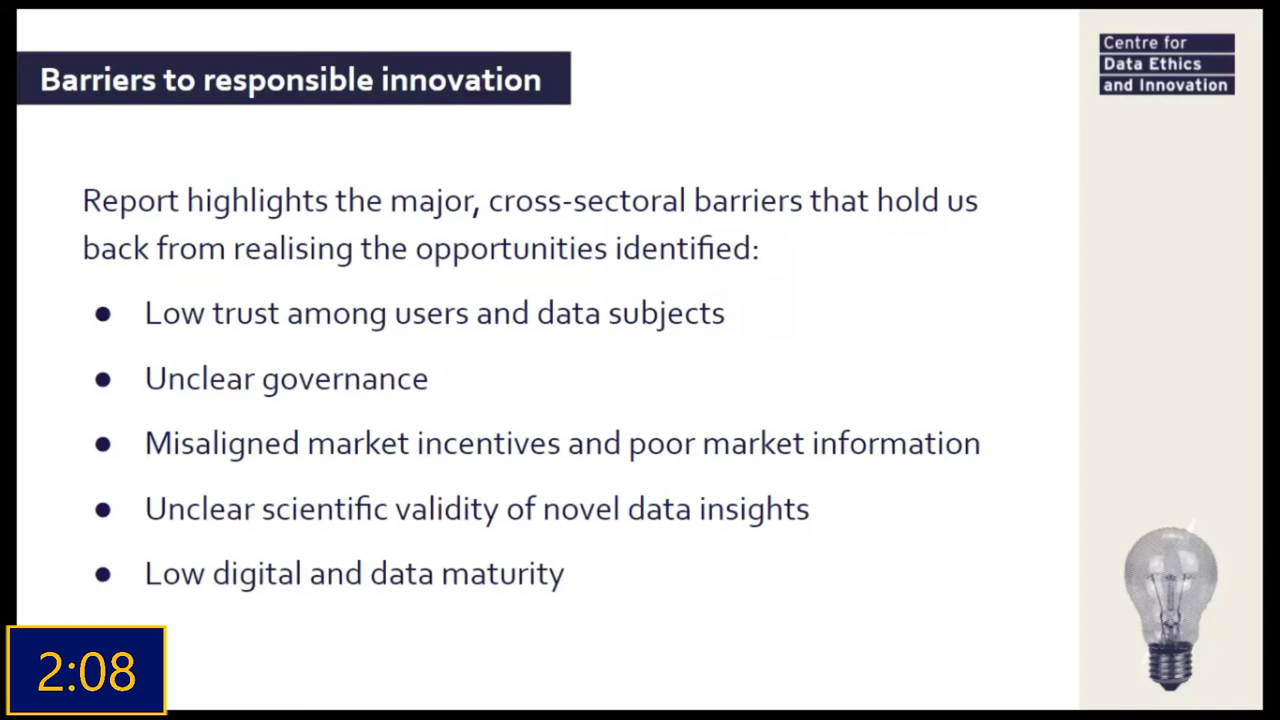 Barriers to responsible innovation
Centre for
Data Ethics
and Innovation
Report highlights the major, cross-sectoral barriers that hold us
back from realising the opportunities identified:
● Low trust among users and data subjects
● Unclear governance
● Misaligned market incentives and poor market information
● Unclear scientific validity of novel data insights
● Low digital and data maturity
2:08